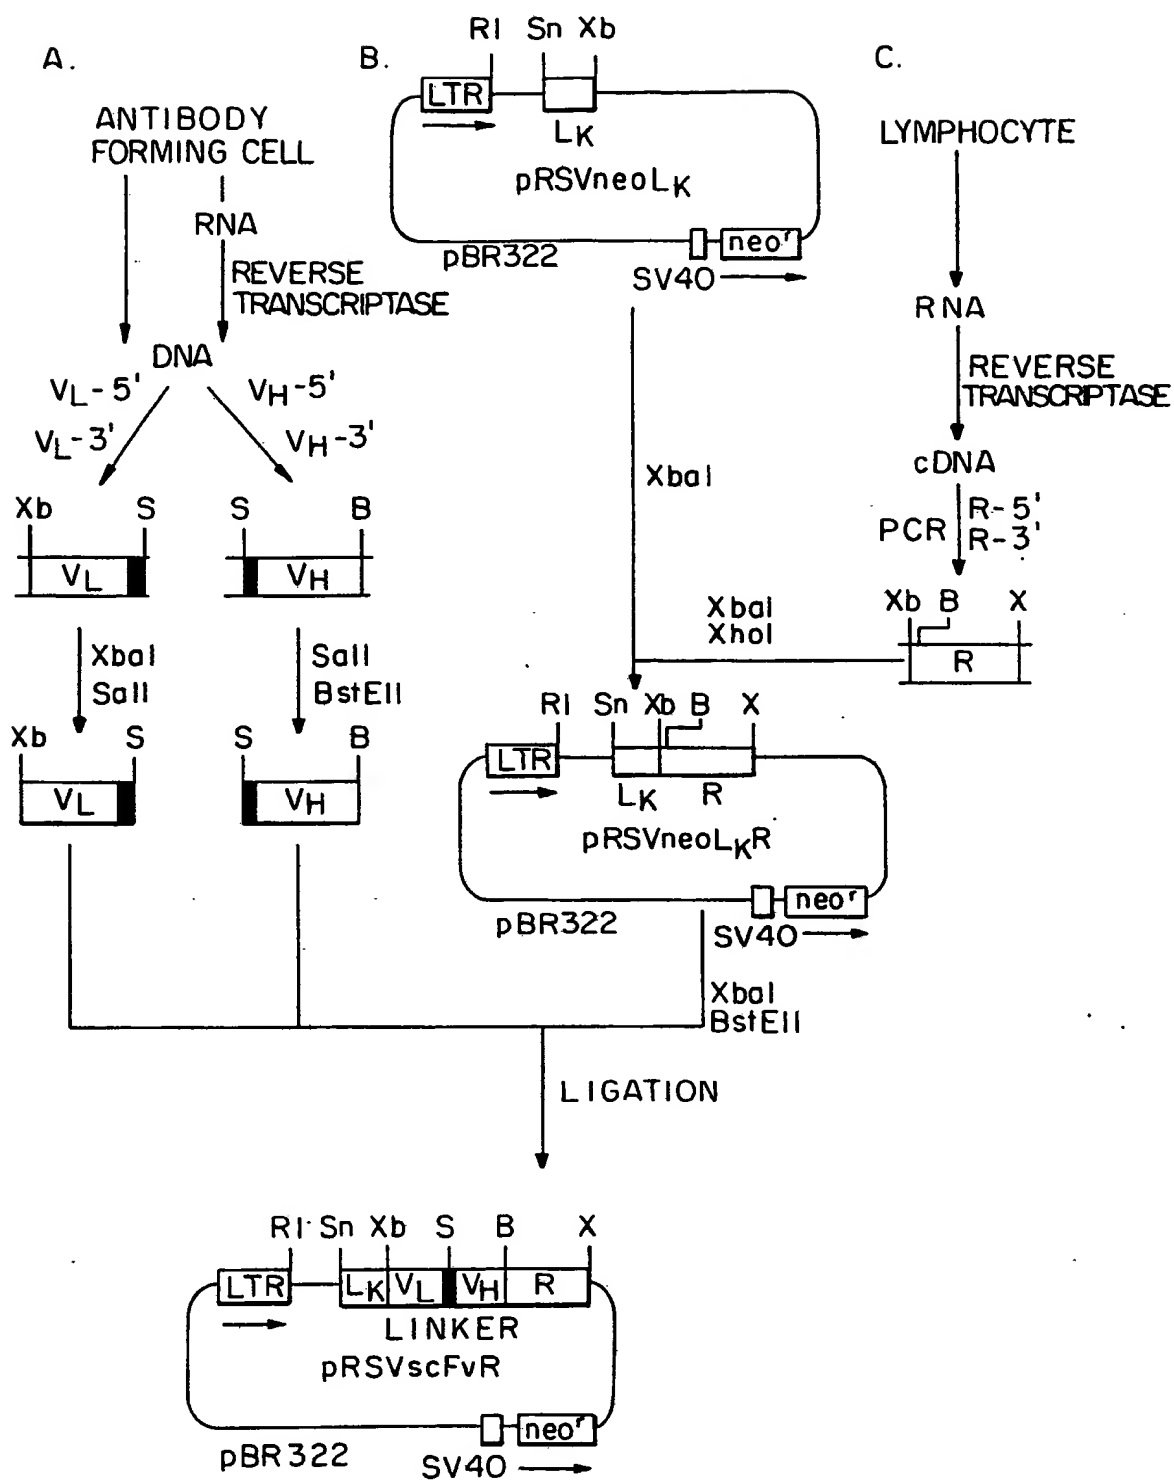 A.
ANTIBODY
FORMING CELL
RNA
REVERSE
TRANSCRIPTASE
DNA
VL-5'
VH-5'
VL-3'
VH-3'
Xb S
S B
VL
VH
XbaI
SalI
SalI
BstEII
Xb S
S B
VL
VH
B.
RI Sn Xb
LTR
LK
pRSVneoLK
pBR322
neor
SV40
XbaI
C.
LYMPHOCYTE
RNA
REVERSE
TRANSCRIPTASE
cDNA
PCR
R-5'
R-3'
Xb B X
R
XbaI
XhoI
RI Sn Xb B X
LTR
LK R
pRSVneoLKR
pBR322
neor
SV40
XbaI
BstEII
LIGATION
RI Sn Xb S B X
LTR LK VL VH R
LINKER
pRSVscFvR
pBR322
neor
SV40